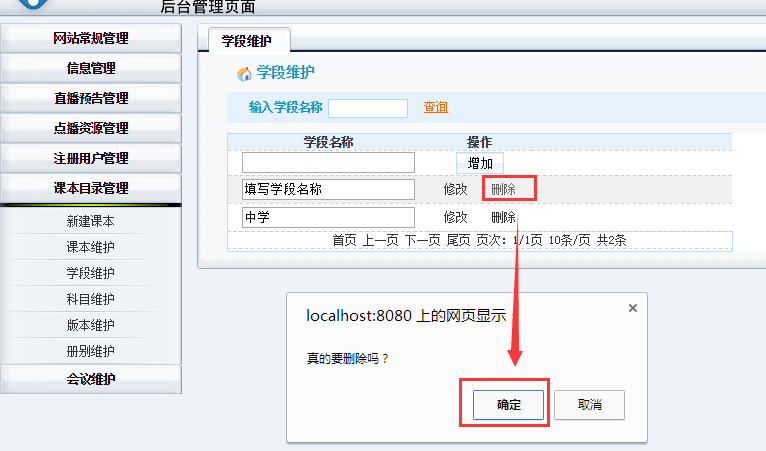 后台管理页面
网站常规管理
信息管理
直播预告管理
点播资源管理
注册用户管理
课本目录管理
新建课本
课本维护
学段维护
科目维护
版本维护
册别维护
会议维护
学段维护
学段维护
输入学段名称 查询
学段名称 操作
增加
填写学段名称 修改 删除
中学 修改 删除
首页 上一页 下一页 尾页 页次：1/1页 10条/页 共2条
localhost:8080 上的网页显示：
真的要删除吗？
确定 取消